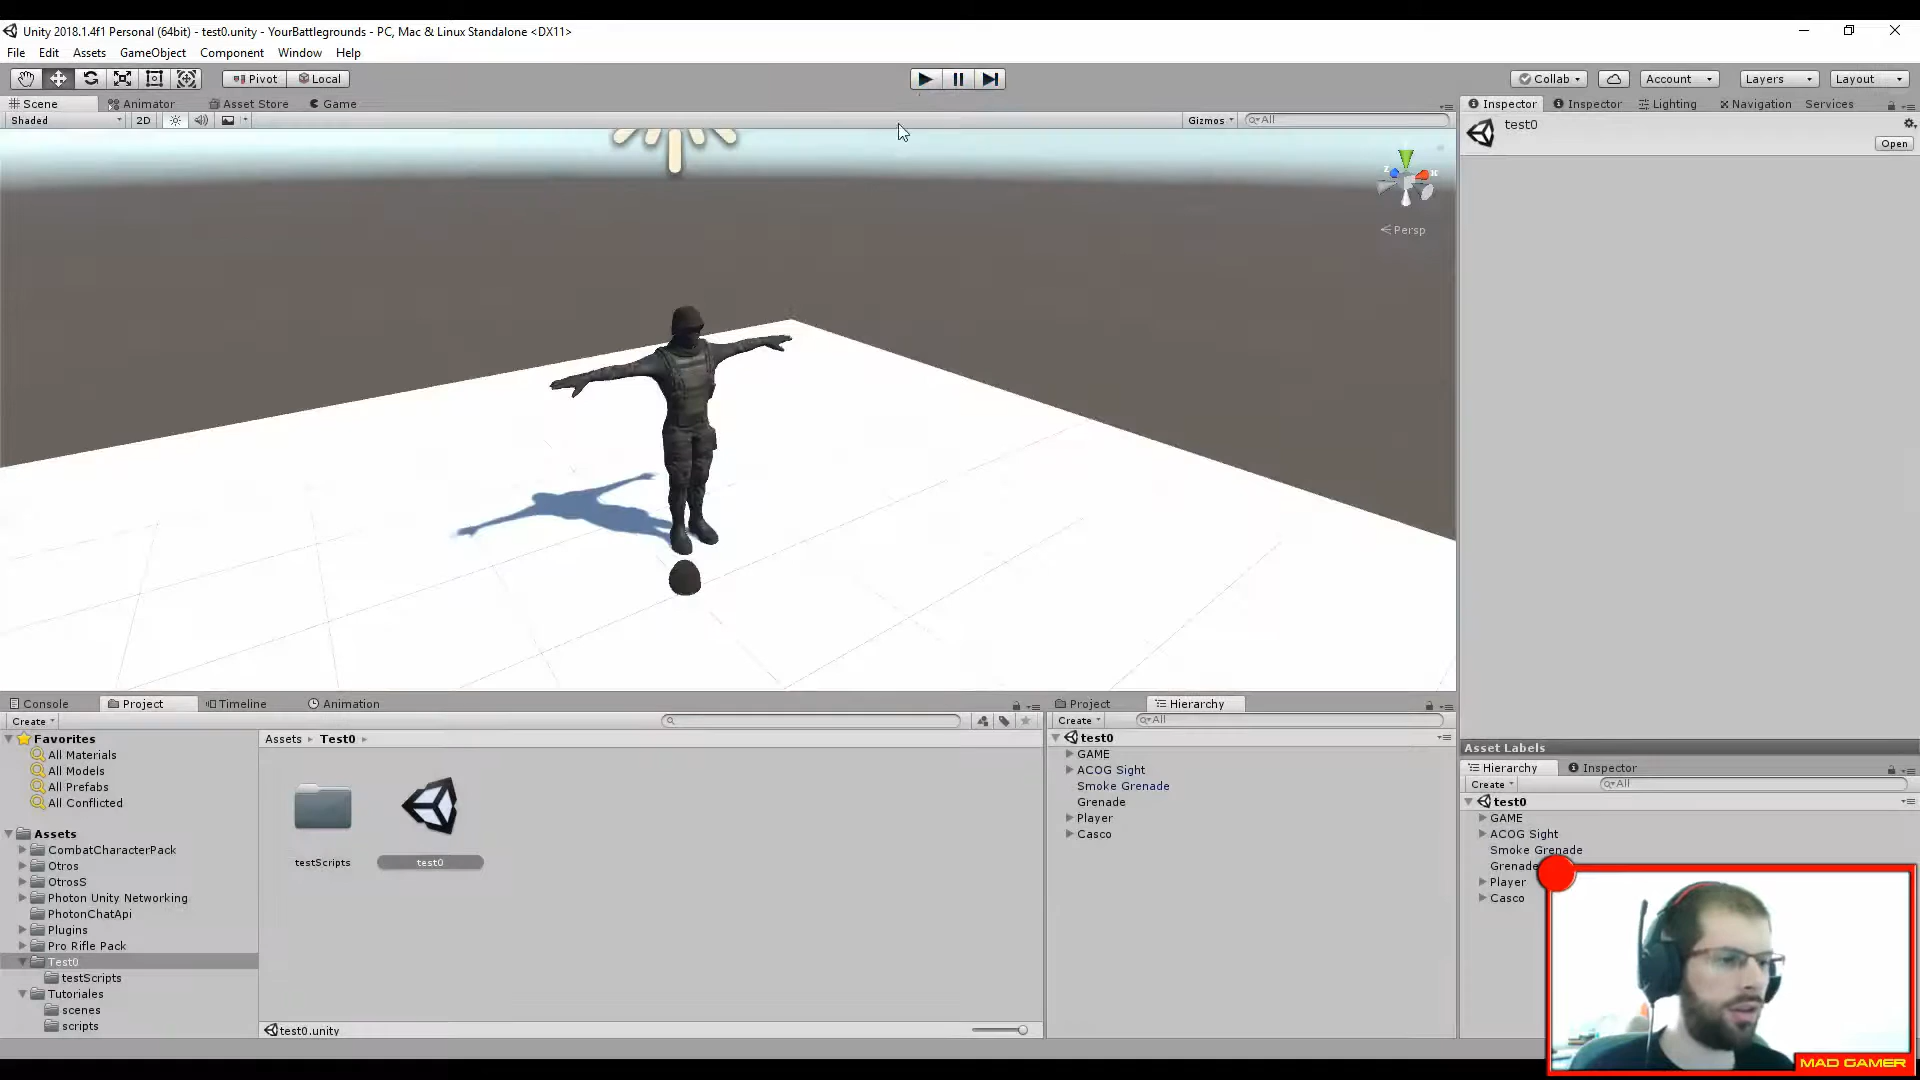 Unity 2018.1.4f1 Personal (64bit) - test0.unity - YourBattlegrounds - PC, Mac & Linux Standalone <DX11>
File Edit Assets GameObject Component Window Help
Pivot Local Collab Account Layers Layout
Scene Animator Asset Store Game Inspector Inspector Lighting Navigation Services
Shaded 2D Gizmos All
test0
Open
Persp
Console Project Timeline Animation Project Hierarchy
Create Create All
Favorites
All Materials
All Models
All Prefabs
All Conflicted
Assets
CombatCharacterPack
Otros
OtrosS
Photon Unity Networking
PhotonChatApi
Plugins
Pro Rifle Pack
Test0
testScripts
Tutoriales
scenes
scripts
Assets Test0
testScripts test0
test0.unity
test0
GAME
ACOG Sight
Smoke Grenade
Grenade
Player
Casco
Asset Labels
Hierarchy Inspector
Create All
test0
GAME
ACOG Sight
Smoke Grenade
Grenade
Player
Casco
MAD GAMER